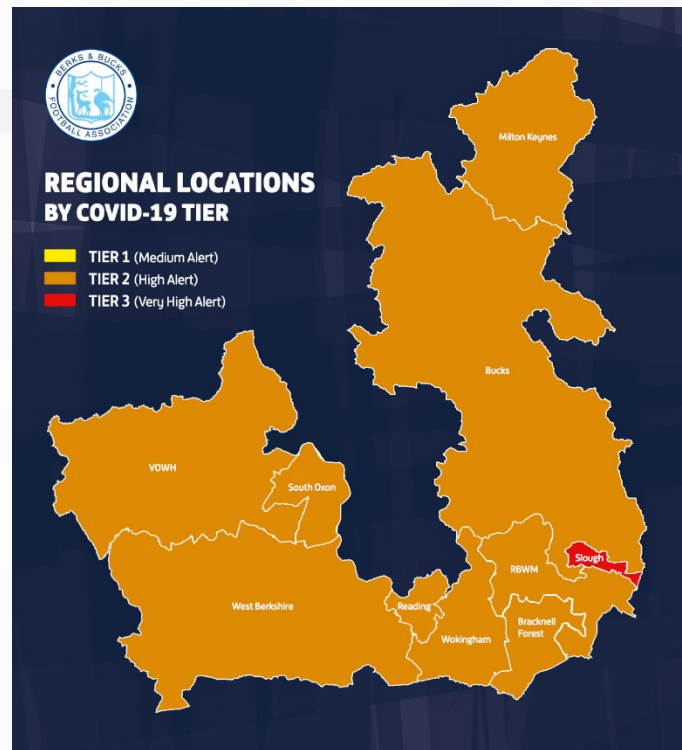 BERKS & BUCKS
FOOTBALL ASSOCIATION
REGIONAL LOCATIONS
BY COVID-19 TIER
TIER 1 (Medium Alert)
TIER 2 (High Alert)
TIER 3 (Very High Alert)
Milton Keynes
Bucks
VOWH
South Oxon
Slough
RBWM
West Berkshire
Reading
Bracknell
Forest
Wokingham